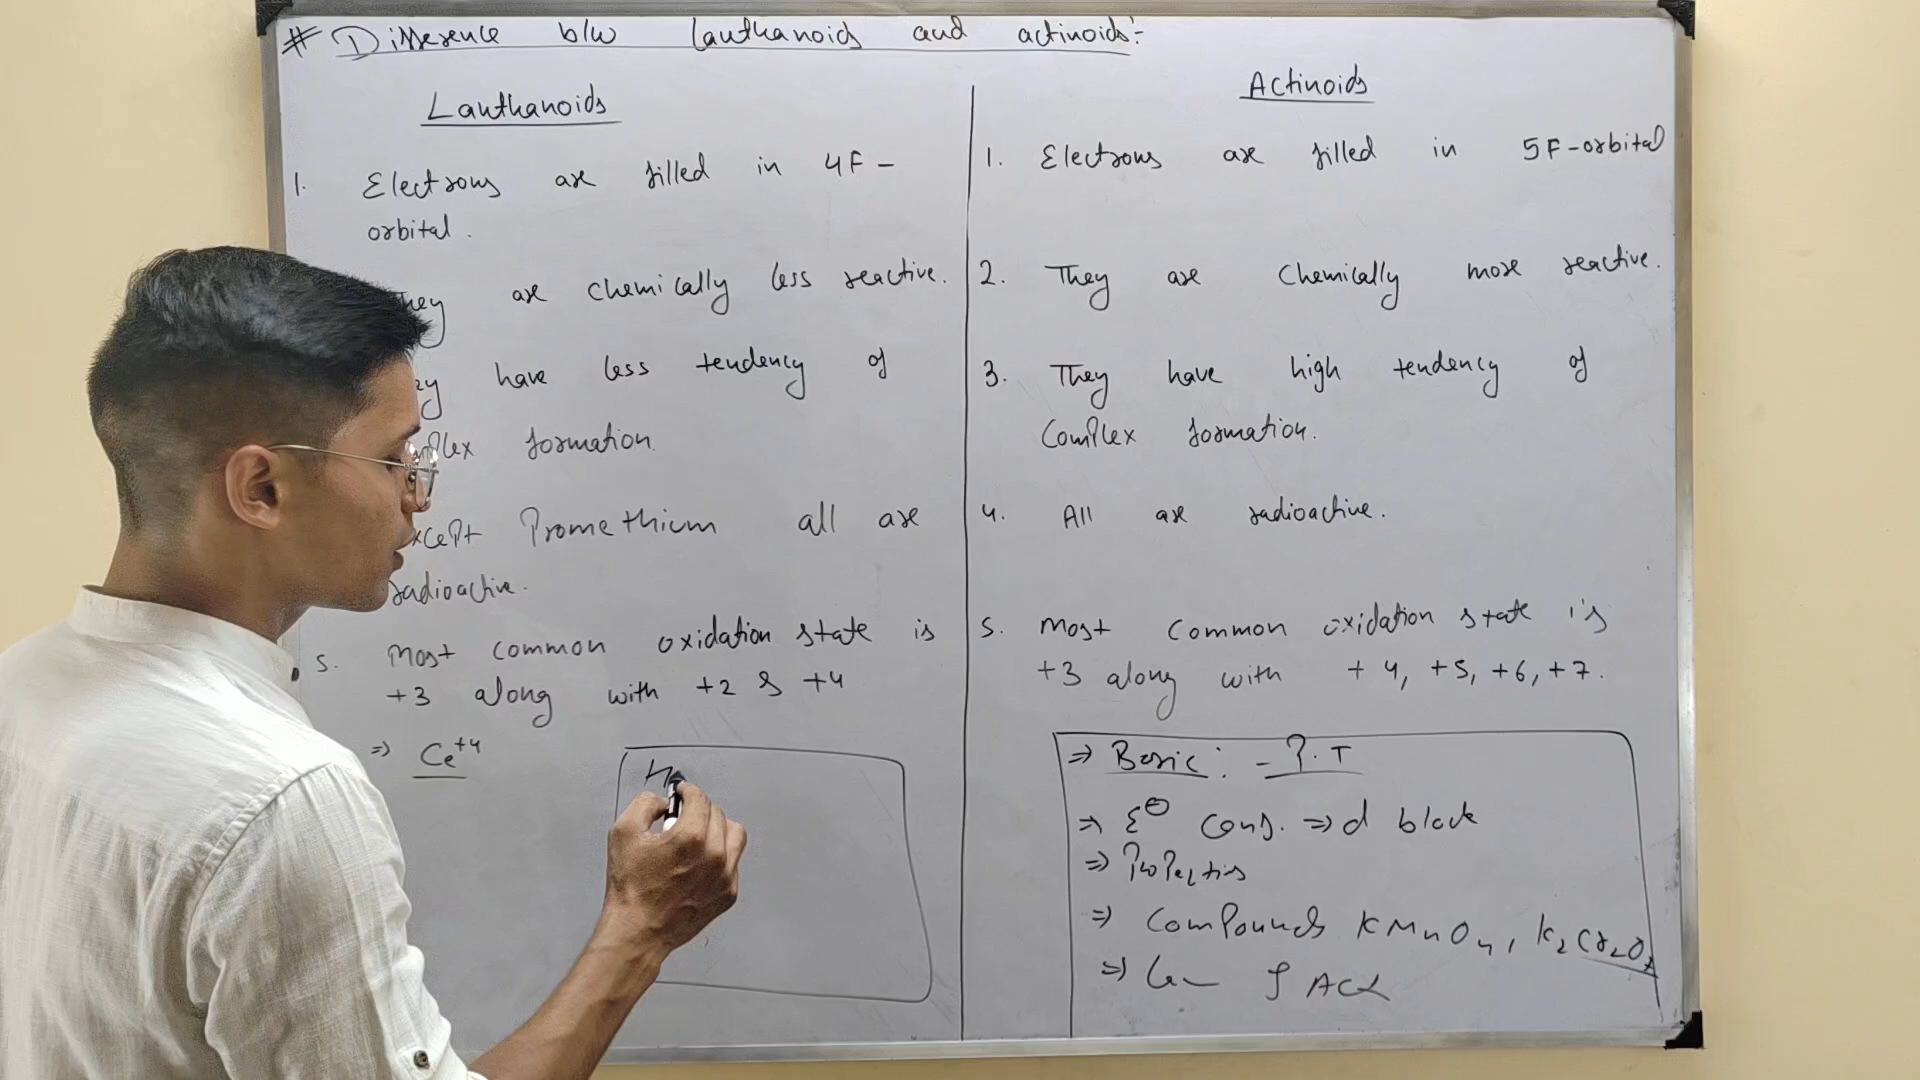 # Difference b/w lanthanoids and actinoids:-
Lanthanoids
1. Electrons are filled in 4F-
orbital.
are chemically less reactive.
have less tendency of
formation.
Promethium all are
radioactive.
5. Most common oxidation state is
+3 along with +2 & +4
⇒ Ce+4
Actinoids
1. Electrons are filled in 5F-orbital
2. They are chemically more reactive.
3. They have high tendency of
Complex formation.
4. All are radioactive.
5. Most common oxidation state is
+3 along with +4, +5, +6, +7.
⇒ Basic: - P.T
⇒ e⊖ Conf. ⇒ d block
⇒ Properties
⇒ Compounds KMnO4, K2Cr2O7
⇒